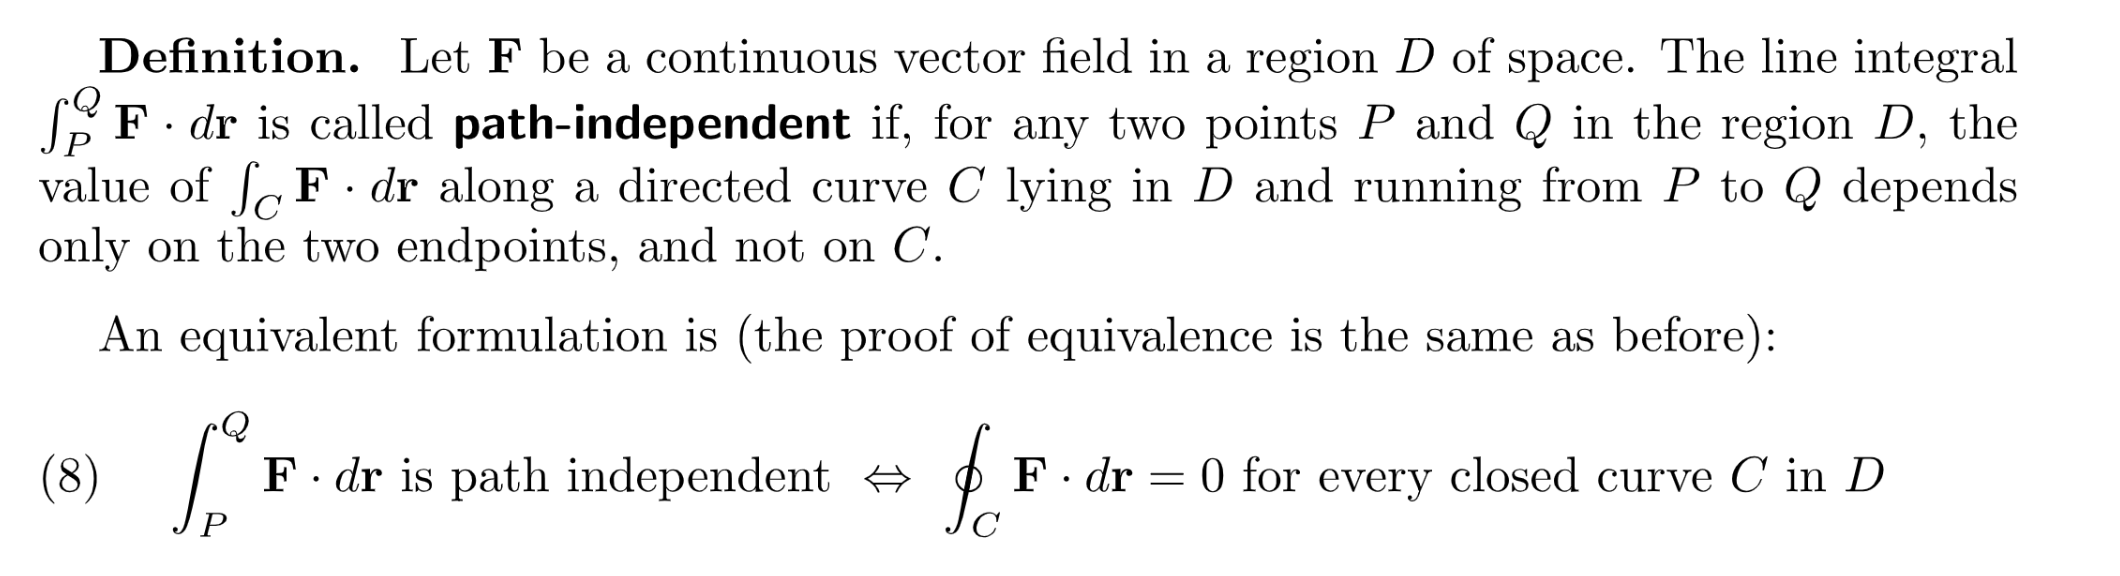 Definition. Let F be a continuous vector field in a region D of space. The line integral
∫_P^Q F · dr is called path-independent if, for any two points P and Q in the region D, the
value of ∫_C F · dr along a directed curve C lying in D and running from P to Q depends
only on the two endpoints, and not on C.
An equivalent formulation is (the proof of equivalence is the same as before):
(8) ∫_P^Q F · dr is path independent ⇔ ∮_C F · dr = 0 for every closed curve C in D